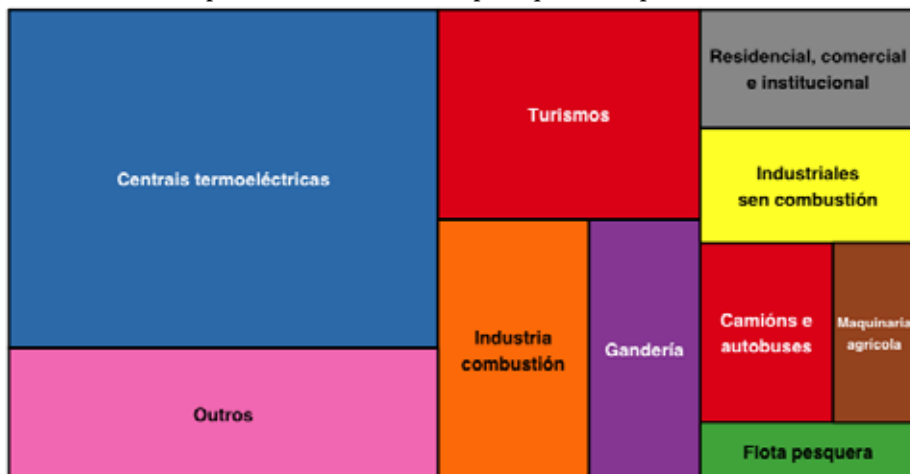 Centrais termoeléctricas
Outros
Turismos
Industria
combustión
Gandería
Residencial, comercial
e institucional
Industriales
sen combustión
Camións e
autobuses
Maquinaria
agrícola
Flota pesquera